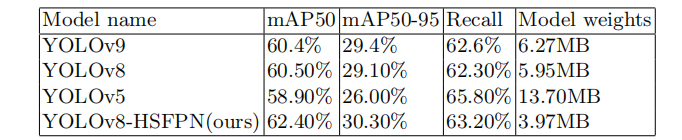 Model name mAP50 mAP50-95 Recall Model weights
YOLOv9 60.4% 29.4% 62.6% 6.27MB
YOLOv8 60.50% 29.10% 62.30% 5.95MB
YOLOv5 58.90% 26.00% 65.80% 13.70MB
YOLOv8-HSFPN(ours) 62.40% 30.30% 63.20% 3.97MB